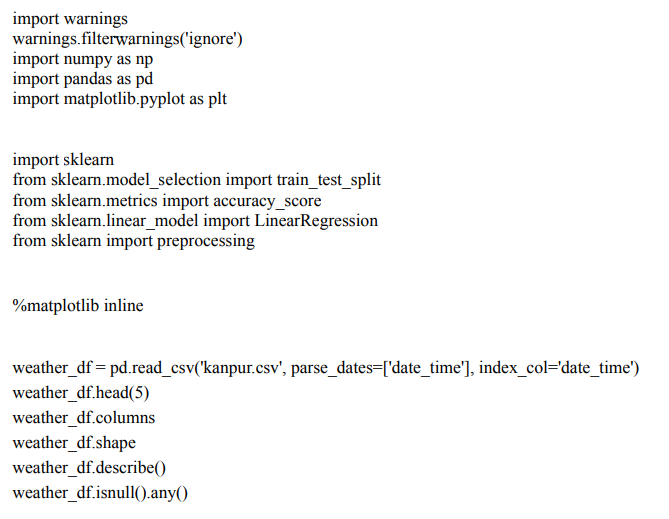 import warnings
warnings.filterwarnings('ignore')
import numpy as np
import pandas as pd
import matplotlib.pyplot as plt
import sklearn
from sklearn.model_selection import train_test_split
from sklearn.metrics import accuracy_score
from sklearn.linear_model import LinearRegression
from sklearn import preprocessing
%matplotlib inline
weather_df = pd.read_csv('kanpur.csv', parse_dates=['date_time'], index_col='date_time')
weather_df.head(5)
weather_df.columns
weather_df.shape
weather_df.describe()
weather_df.isnull().any()